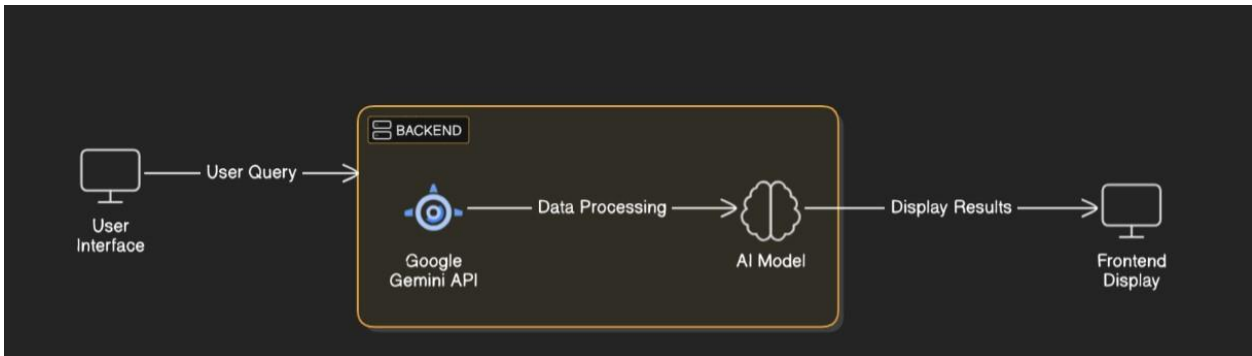 BACKEND
User Query
User
Interface
Data Processing
Google
Gemini API
AI Model
Display Results
Frontend
Display